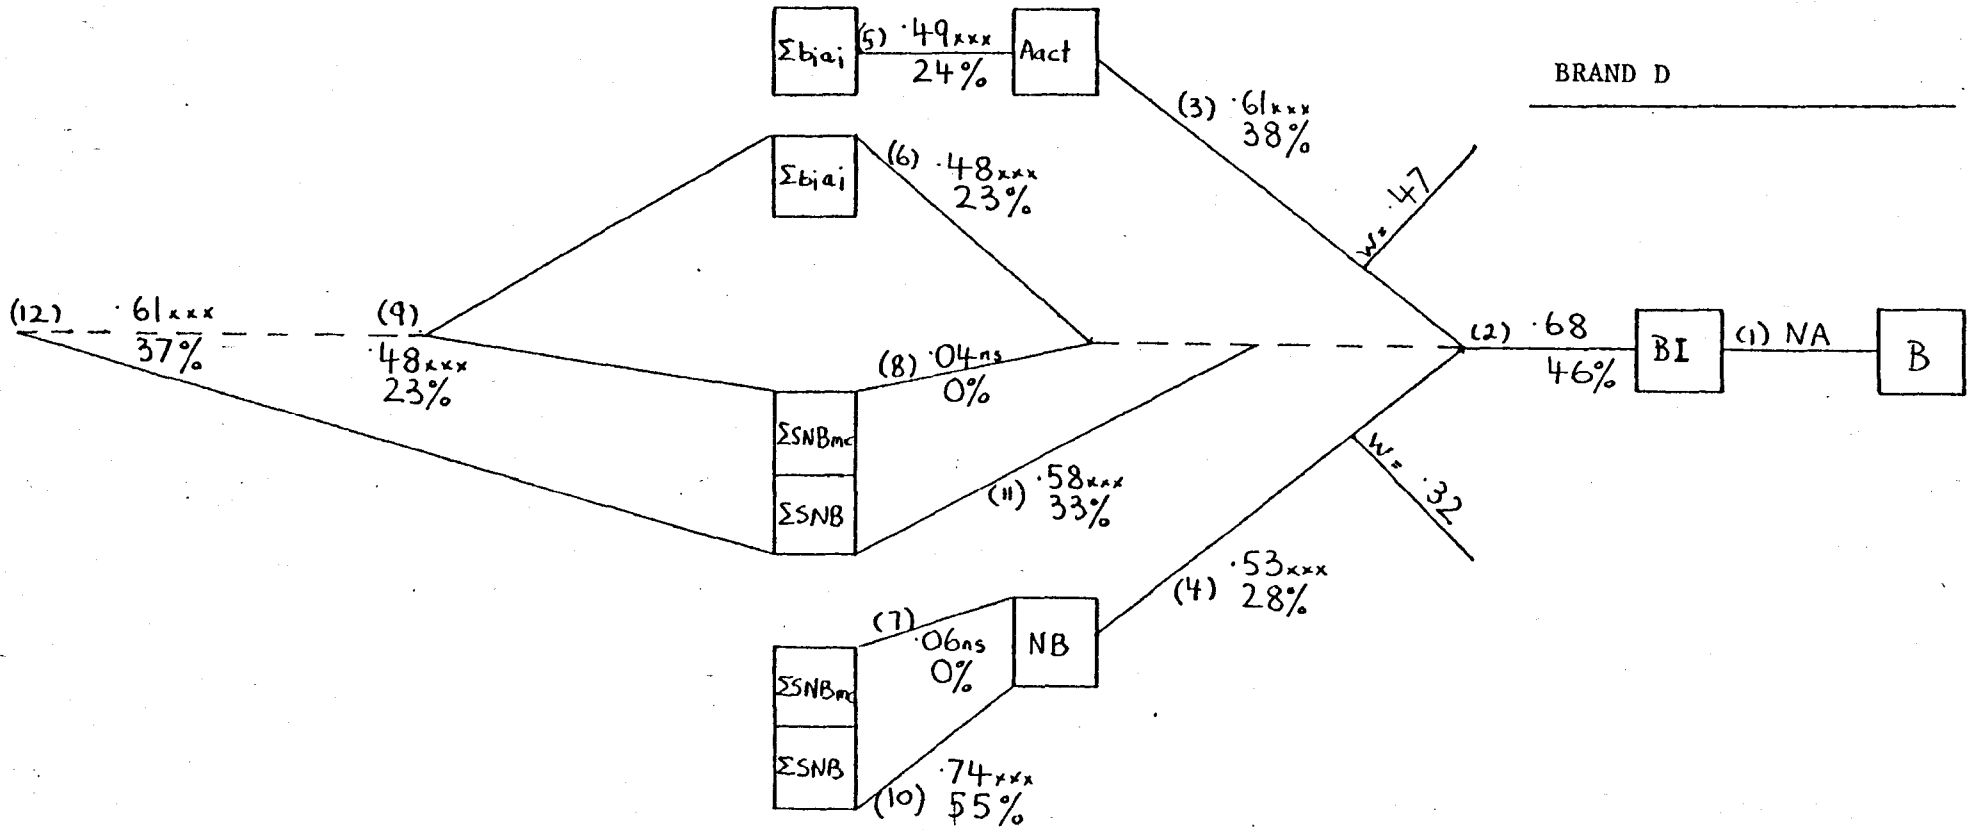 Σbiai
(5) ·49xxx
24%
Aact
BRAND D
(3) ·61xxx
38%
Σbiai
(6) ·48xxx
23%
W= ·47
(12) ·61xxx
37%
(9)
·48xxx
23%
(8) ·04ns
0%
(2) ·68
46%
BI
(1) NA
B
ΣSNBmc
ΣSNB
(11) ·58xxx
33%
W= ·32
(4) ·53xxx
28%
(7)
·06ns
0%
NB
ΣSNBmc
ΣSNB
(10) ·74xxx
55%